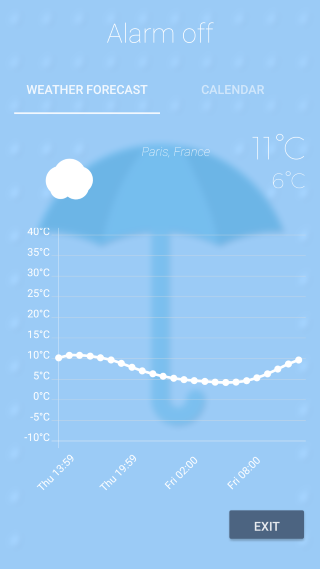 Alarm off
WEATHER FORECAST
CALENDAR
Paris, France
11°C
6°C
40°C
35°C
30°C
25°C
20°C
15°C
10°C
5°C
0°C
-5°C
-10°C
Thu 13:59
Thu 19:59
Fri 02:00
Fri 08:00
EXIT